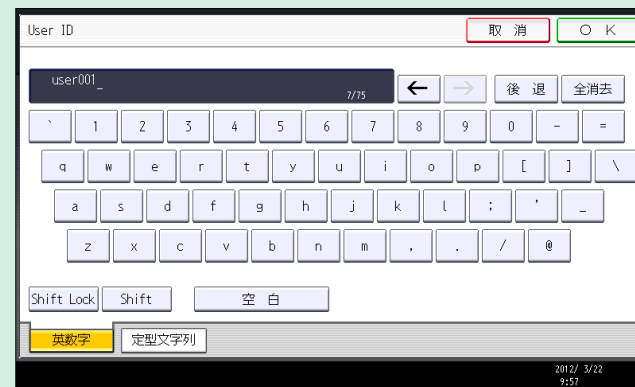 User ID 取 消 O K
user001_
7/75 ← → 後 退 全消去
` 1 2 3 4 5 6 7 8 9 0 - =
q w e r t y u i o p [ ] \
a s d f g h j k l ; ' _
z x c v b n m , . / @
Shift Lock Shift 空 白
英数字 定型文字列
2012/ 3/22
9:57